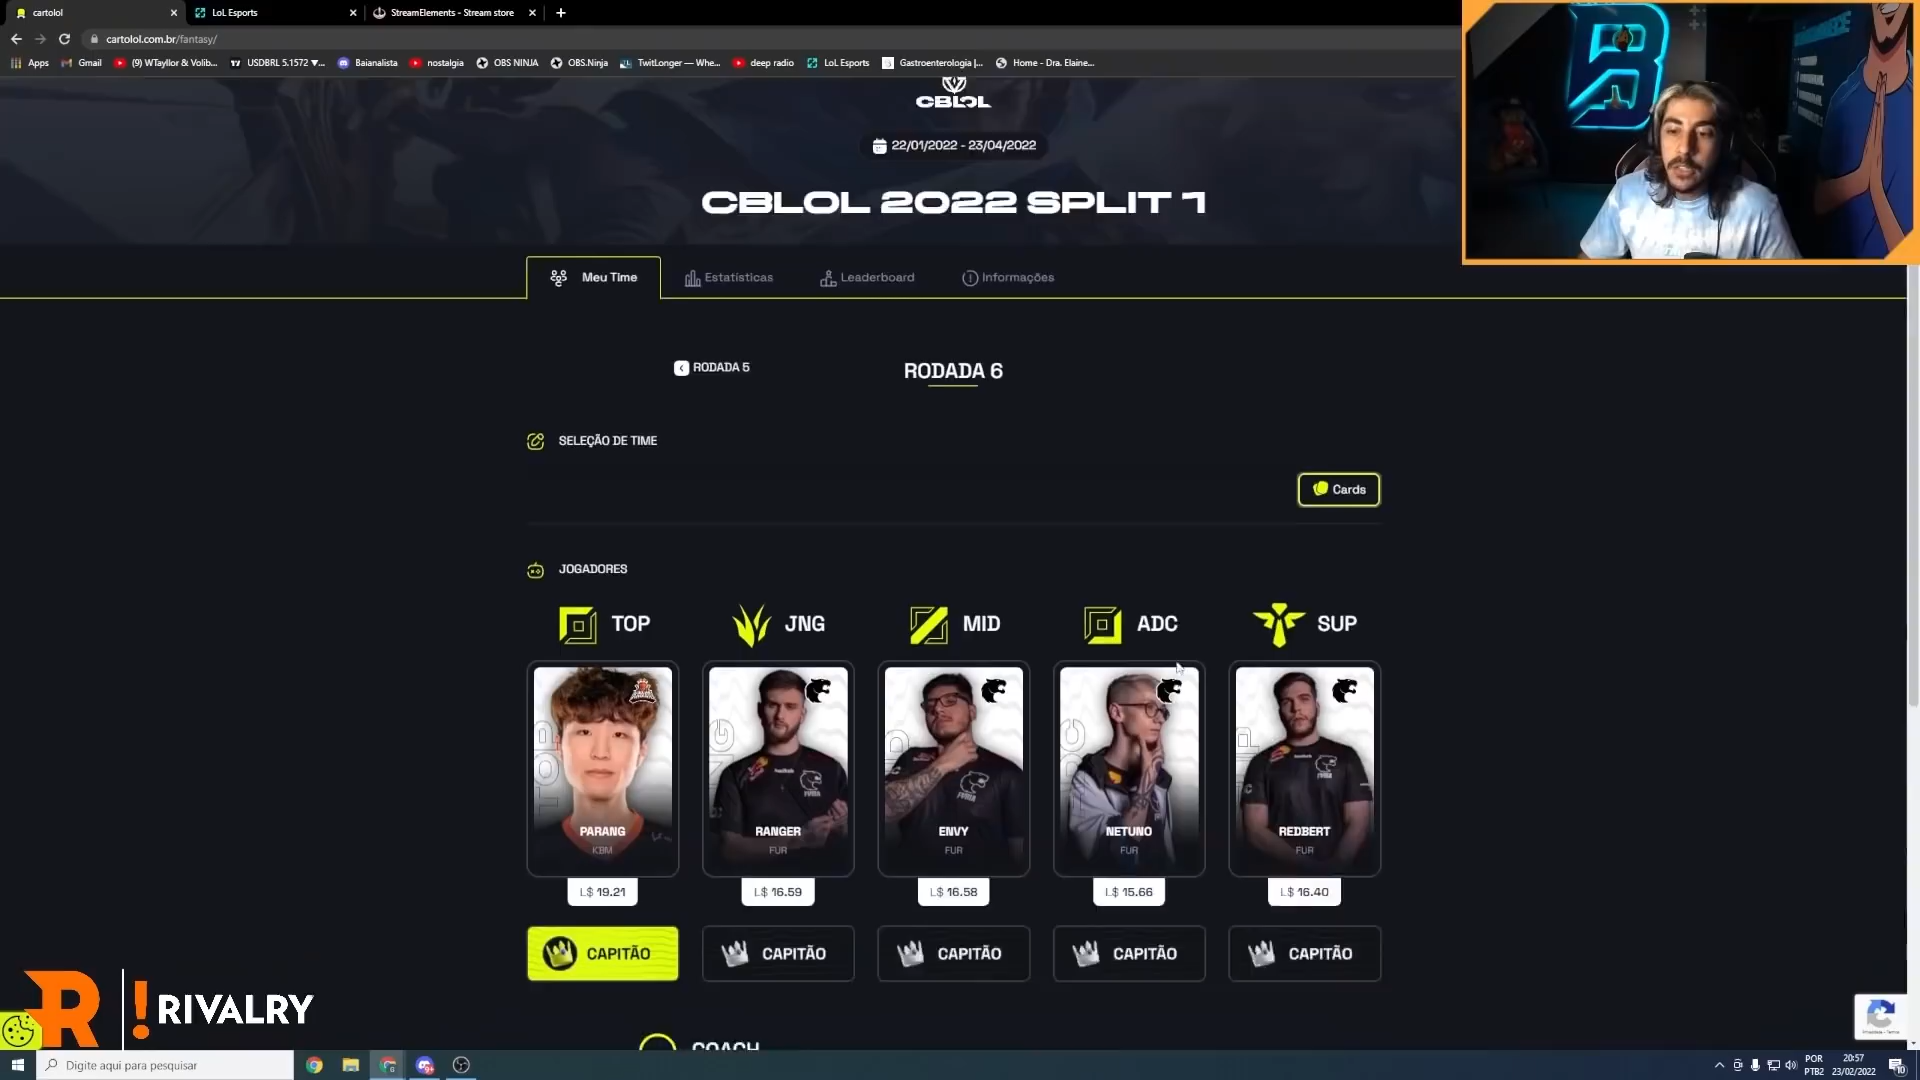 cartolol
LoL Esports
StreamElements - Stream store
cartolol.com.br/fantasy/
Apps
Gmail
(9) WTayllor & Volib...
USDBRL 5.1572 ▼...
Baianalista
nostalgia
OBS NINJA
OBS.Ninja
TwitLonger — Whe...
deep radio
LoL Esports
Gastroenterologia |...
Home - Dra. Elaine...
CBLOL
22/01/2022 - 23/04/2022
CBLOL 2022 SPLIT 1
Meu Time
Estatísticas
Leaderboard
Informações
RODADA 5
RODADA 6
SELEÇÃO DE TIME
Cards
JOGADORES
TOP
JNG
MID
ADC
SUP
PARANG
KBM
RANGER
FUR
ENVY
FUR
NETUNO
FUR
REDBERT
FUR
L$ 19.21
L$ 16.59
L$ 16.58
L$ 15.66
L$ 16.40
CAPITÃO
CAPITÃO
CAPITÃO
CAPITÃO
CAPITÃO
R
!RIVALRY
COACH
Digite aqui para pesquisar
POR
PTB2
20:57
23/02/2022